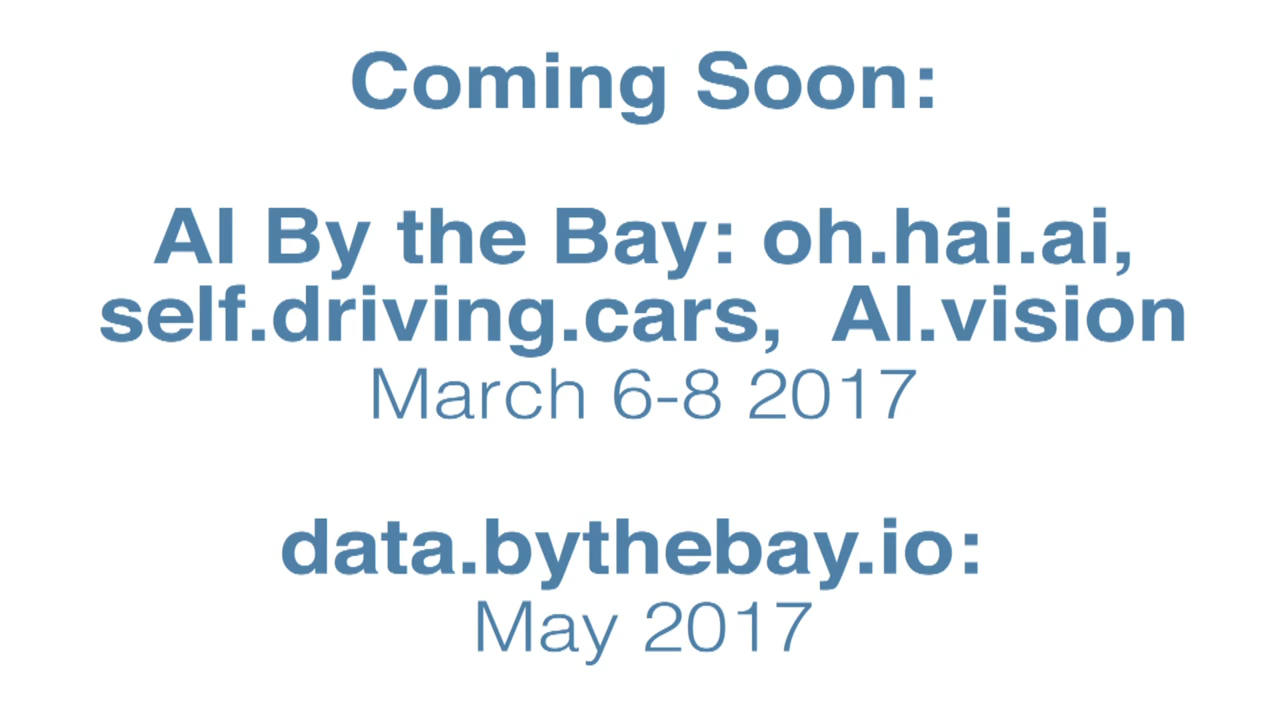 Coming Soon:
AI By the Bay: oh.hai.ai,
self.driving.cars,  AI.vision
March 6-8 2017
data.bythebay.io:
May 2017